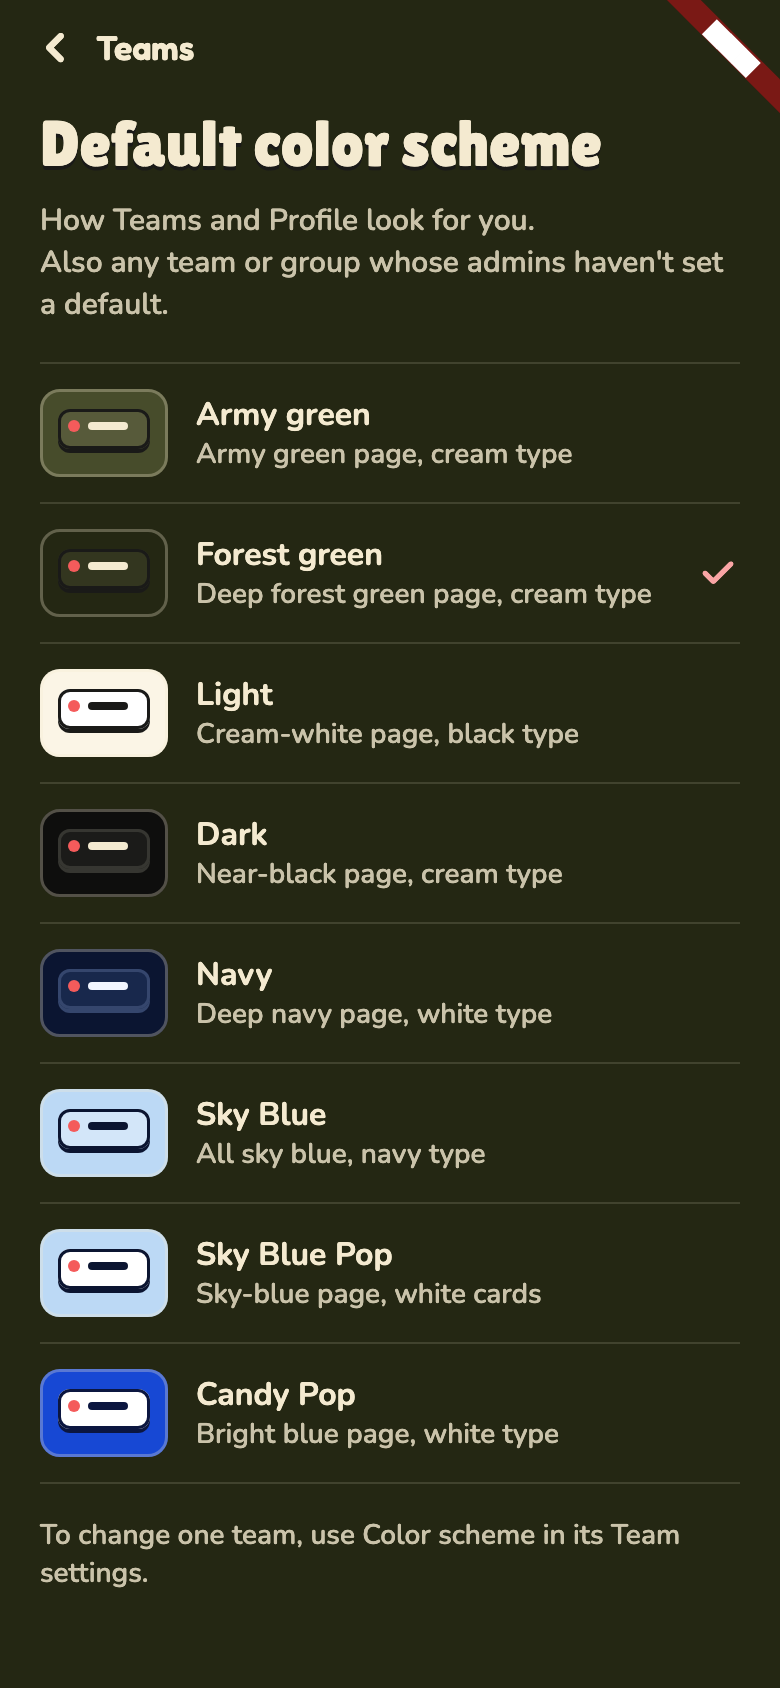 Teams
Default color scheme
How Teams and Profile look for you.
Also any team or group whose admins haven't set
a default.
Army green
Army green page, cream type
Forest green
Deep forest green page, cream type
Light
Cream-white page, black type
Dark
Near-black page, cream type
Navy
Deep navy page, white type
Sky Blue
All sky blue, navy type
Sky Blue Pop
Sky-blue page, white cards
Candy Pop
Bright blue page, white type
To change one team, use Color scheme in its Team
settings.